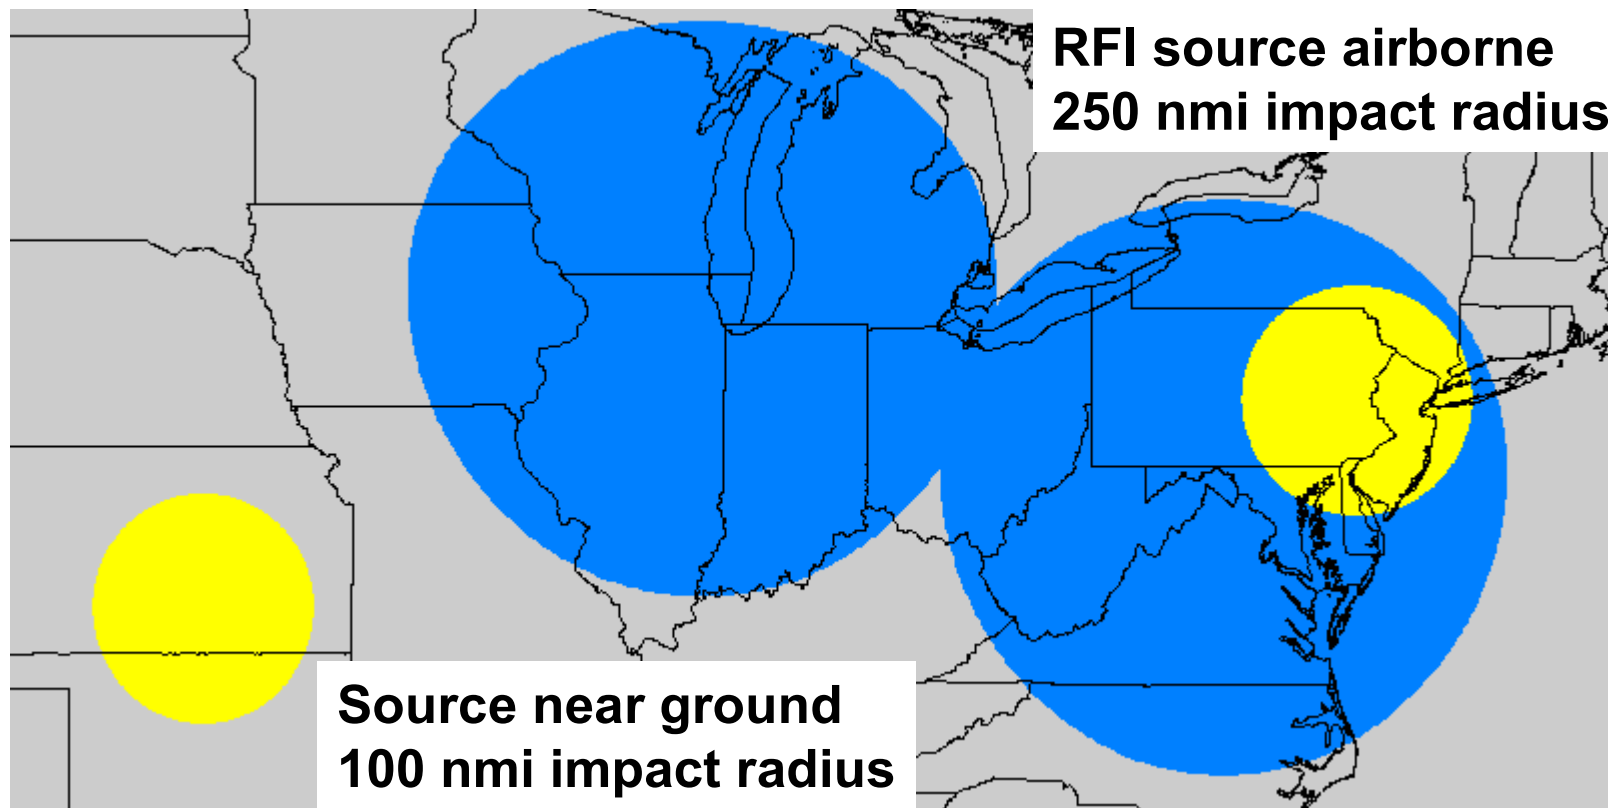 RFI source airborne
250 nmi impact radius
Source near ground
100 nmi impact radius